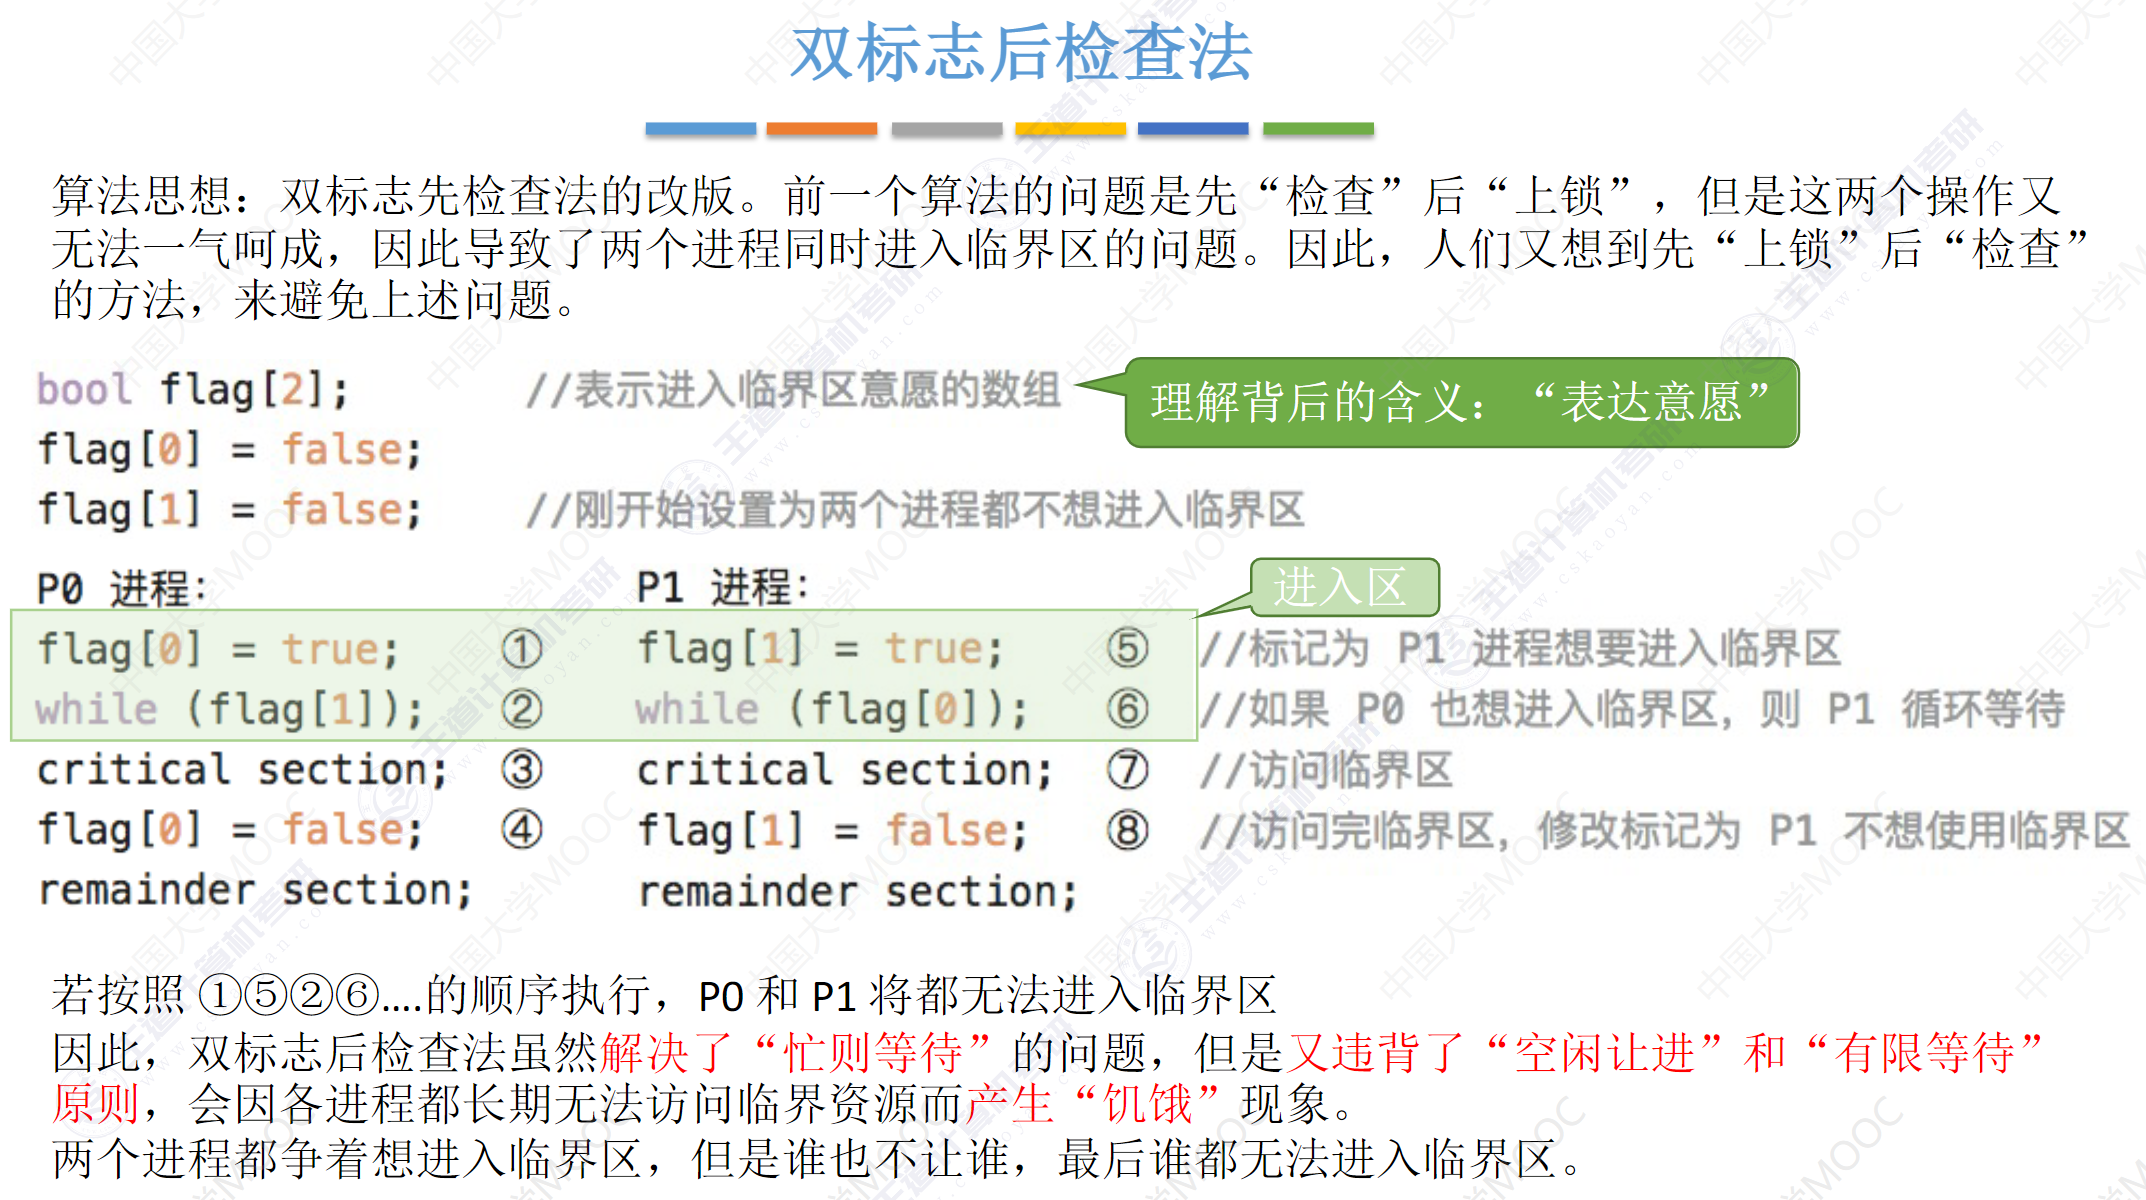 双标志后检查法
算法思想：双标志先检查法的改版。前一个算法的问题是先“检查”后“上锁”，但是这两个操作又
无法一气呵成，因此导致了两个进程同时进入临界区的问题。因此，人们又想到先“上锁”后“检查”
的方法，来避免上述问题。
bool flag[2]; //表示进入临界区意愿的数组
理解背后的含义：“表达意愿”
flag[0] = false;
flag[1] = false; //刚开始设置为两个进程都不想进入临界区
P0 进程： P1 进程：
进入区
flag[0] = true; ① flag[1] = true; ⑤ //标记为 P1 进程想要进入临界区
while (flag[1]); ② while (flag[0]); ⑥ //如果 P0 也想进入临界区，则 P1 循环等待
critical section; ③ critical section; ⑦ //访问临界区
flag[0] = false; ④ flag[1] = false; ⑧ //访问完临界区，修改标记为 P1 不想使用临界区
remainder section; remainder section;
若按照 ①⑤②⑥....的顺序执行，P0 和 P1 将都无法进入临界区
因此，双标志后检查法虽然解决了“忙则等待”的问题，但是又违背了“空闲让进”和“有限等待”
原则，会因各进程都长期无法访问临界资源而产生“饥饿”现象。
两个进程都争着想进入临界区，但是谁也不让谁，最后谁都无法进入临界区。
中国大学MOOC
王道计算机考研
www.cskaoyan.com